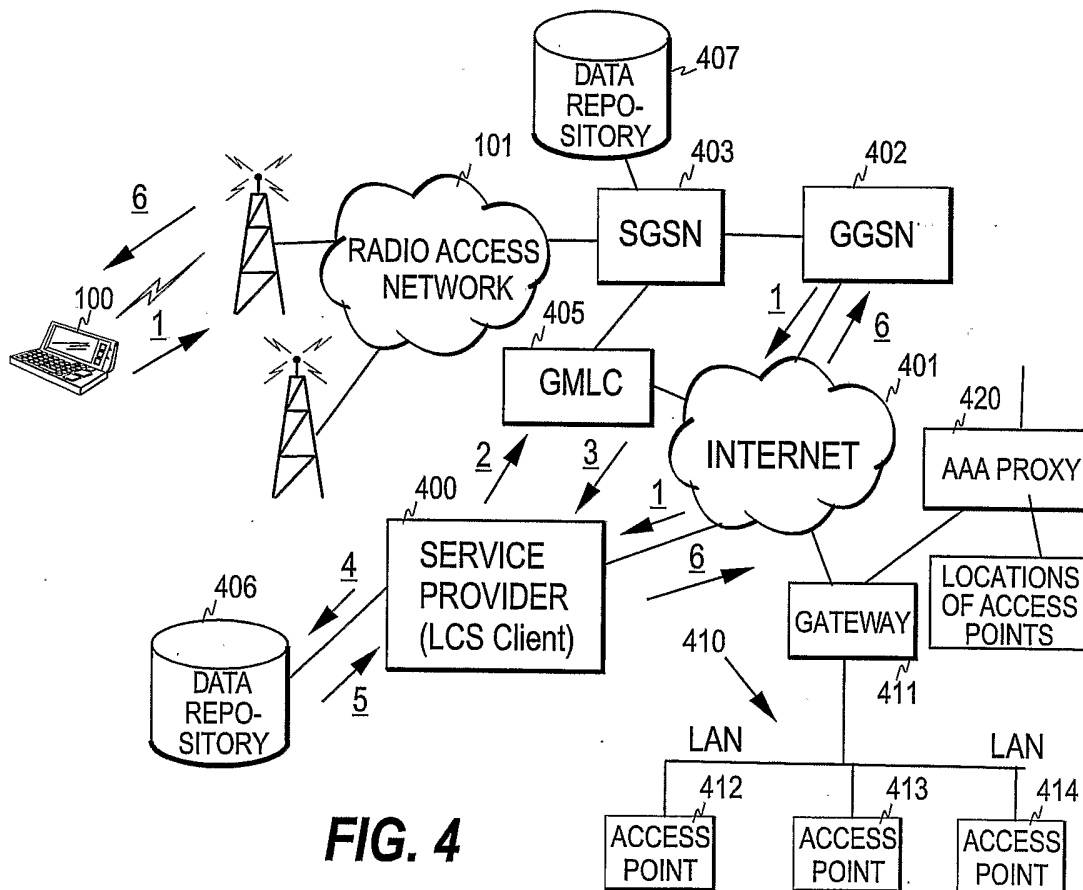 407
DATA
REPO-
SITORY
101
403
402
6
SGSN
GGSN
RADIO ACCESS
NETWORK
100
1
405
1
6
GMLC
401
420
2
3
INTERNET
AAA PROXY
400
1
SERVICE
PROVIDER
(LCS Client)
6
4
406
GATEWAY
LOCATIONS
OF ACCESS
POINTS
410
411
DATA
REPO-
SITORY
5
LAN
LAN
412
413
414
ACCESS
POINT
ACCESS
POINT
ACCESS
POINT
FIG. 4